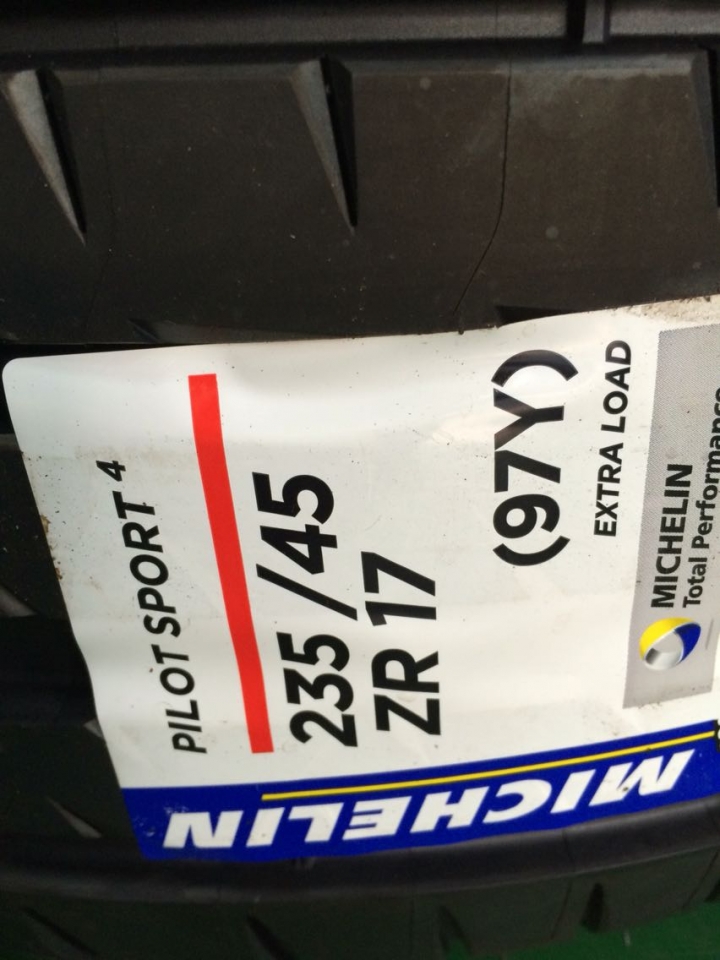 PILOT SPORT 4
235/45
ZR 17
(97Y)
EXTRA LOAD
MICHELIN
Total Performance
MICHELIN